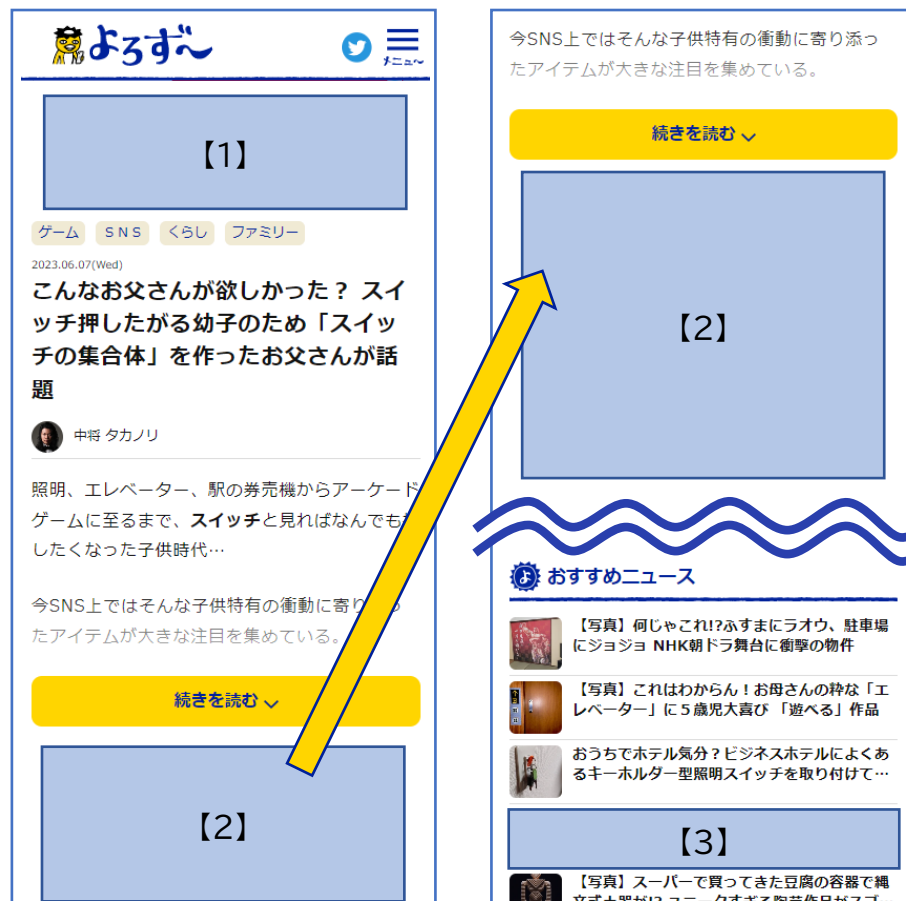 よろず〜
メニュ〜
【1】
ゲーム
SNS
くらし
ファミリー
2023.06.07(Wed)
こんなお父さんが欲しかった？ スイ
ッチ押したがる幼子のため「スイッ
チの集合体」を作ったお父さんが話
題
中将 タカノリ
照明、エレベーター、駅の券売機からアーケード
ゲームに至るまで、スイッチと見ればなんでも
したくなった子供時代…
今SNS上ではそんな子供特有の衝動に寄り
たアイテムが大きな注目を集めている。
続きを読む
【2】
今SNS上ではそんな子供特有の衝動に寄り添っ
たアイテムが大きな注目を集めている。
続きを読む
【2】
よ おすすめニュース
【写真】何じゃこれ!?ふすまにラオウ、駐車場
にジョジョ NHK朝ドラ舞台に衝撃の物件
【写真】これはわからん！お母さんの粋な「エ
レベーター」に５歳児大喜び 「遊べる」作品
おうちでホテル気分？ビジネスホテルによくあ
るキーホルダー型照明スイッチを取り付けて…
【3】
【写真】スーパーで買ってきた豆腐の容器で縄